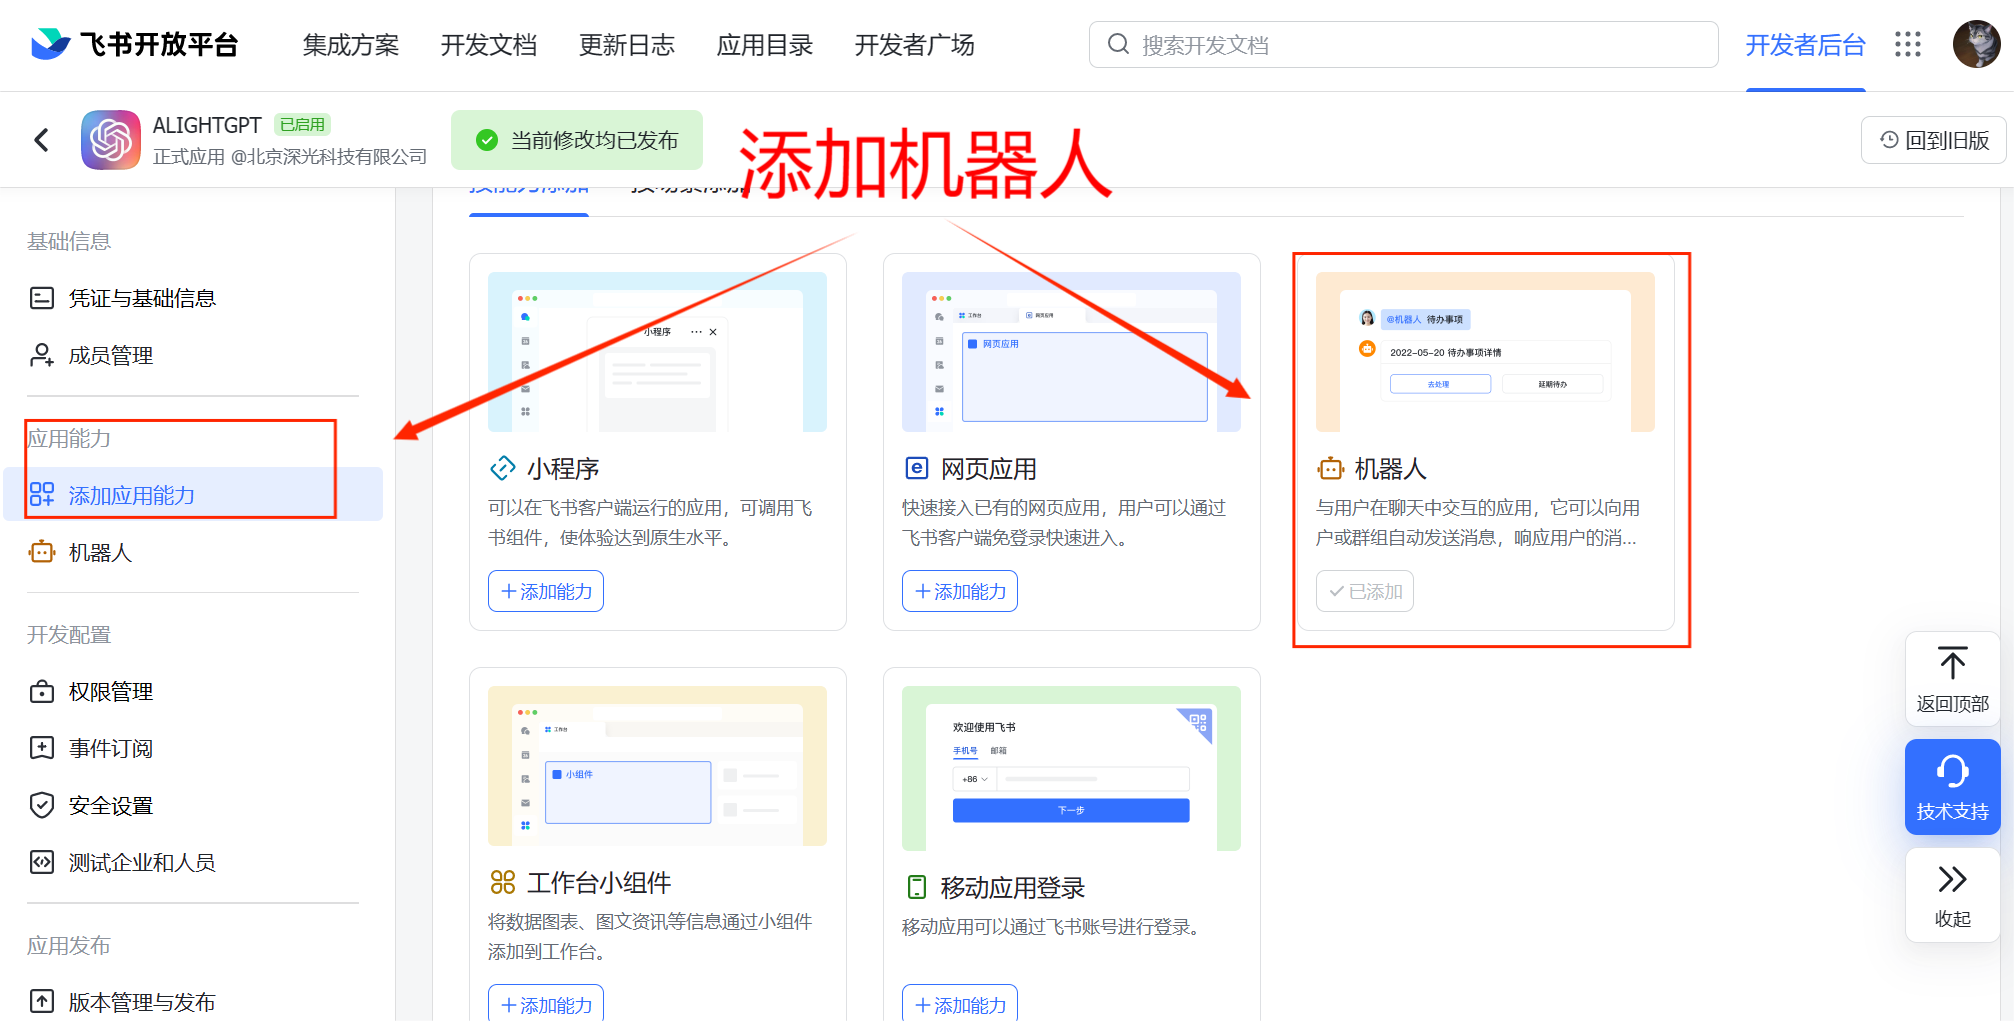 飞书开放平台
集成方案
开发文档
更新日志
应用目录
开发者广场
搜索开发文档
开发者后台
ALIGHTGPT
已启用
正式应用 @北京深光科技有限公司
当前修改均已发布
添加机器人
回到旧版
按能力添加
基础信息
凭证与基础信息
成员管理
应用能力
添加应用能力
机器人
开发配置
权限管理
事件订阅
安全设置
测试企业和人员
应用发布
版本管理与发布
小程序
小程序
可以在飞书客户端运行的应用，可调用飞
书组件，使体验达到原生水平。
添加能力
工作台
网页应用
网页应用
网页应用
快速接入已有的网页应用，用户可以通过
飞书客户端免登录快速进入。
添加能力
@机器人 待办事项
2022-05-20 待办事项详情
去处理
延期待办
机器人
与用户在聊天中交互的应用，它可以向用
户或群组自动发送消息，响应用户的消...
已添加
工作台
小组件
工作台小组件
将数据图表、图文资讯等信息通过小组件
添加到工作台。
添加能力
欢迎使用飞书
手机号 邮箱
+86
下一步
移动应用登录
移动应用可以通过飞书账号进行登录。
添加能力
返回顶部
技术支持
收起